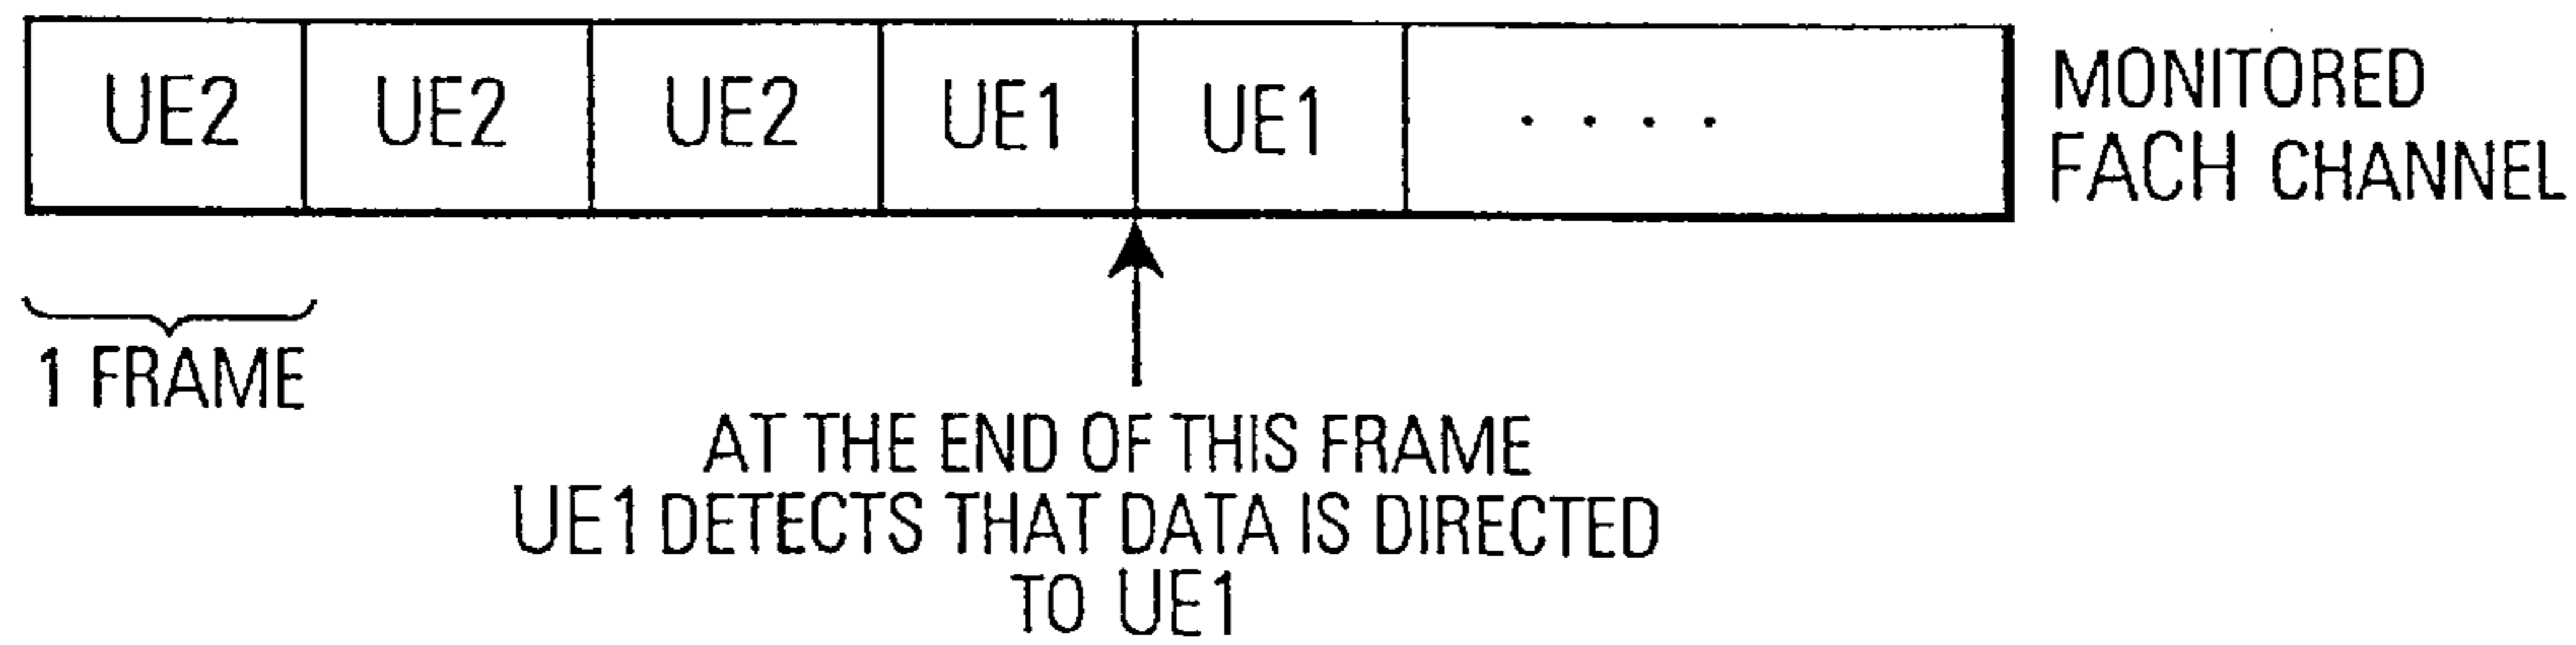 UE2 UE2 UE2 UE1 UE1 ....
MONITORED
FACH CHANNEL
1 FRAME
AT THE END OF THIS FRAME
UE1 DETECTS THAT DATA IS DIRECTED
TO UE1